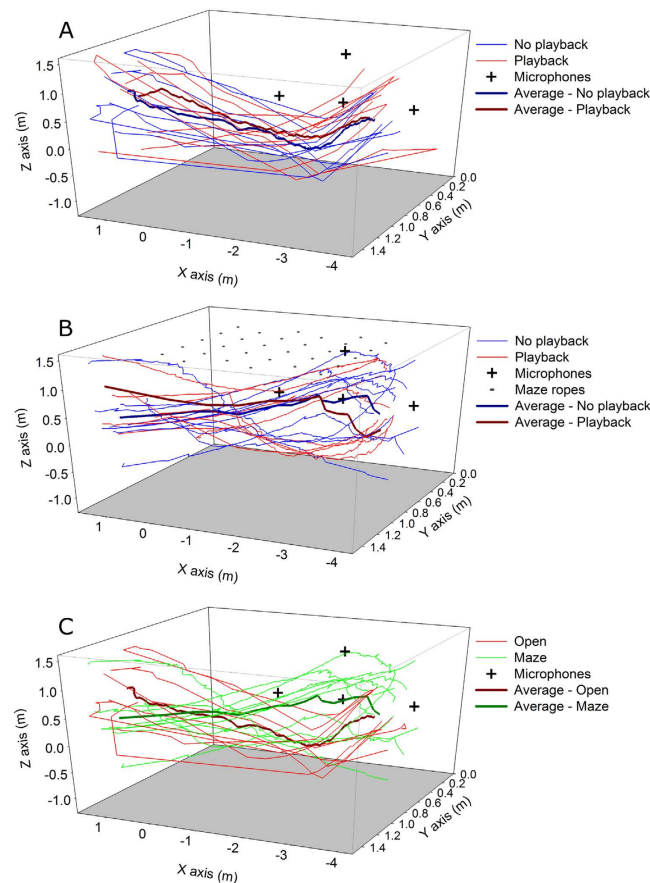 A
No playback
Playback
Microphones
Average - No playback
Average - Playback
1.5
1.0
0.5
0.0
-0.5
-1.0
Z axis (m)
1
0
-1
-2
-3
-4
X axis (m)
0.0
0.2
0.4
0.6
0.8
1.0
1.2
1.4
Y axis (m)
B
No playback
Playback
Microphones
Maze ropes
Average - No playback
Average - Playback
1.5
1.0
0.5
0.0
-0.5
-1.0
Z axis (m)
1
0
-1
-2
-3
-4
X axis (m)
0.0
0.2
0.4
0.6
0.8
1.0
1.2
1.4
Y axis (m)
C
Open
Maze
Microphones
Average - Open
Average - Maze
1.5
1.0
0.5
0.0
-0.5
-1.0
Z axis (m)
1
0
-1
-2
-3
-4
X axis (m)
0.0
0.2
0.4
0.6
0.8
1.0
1.2
1.4
Y axis (m)